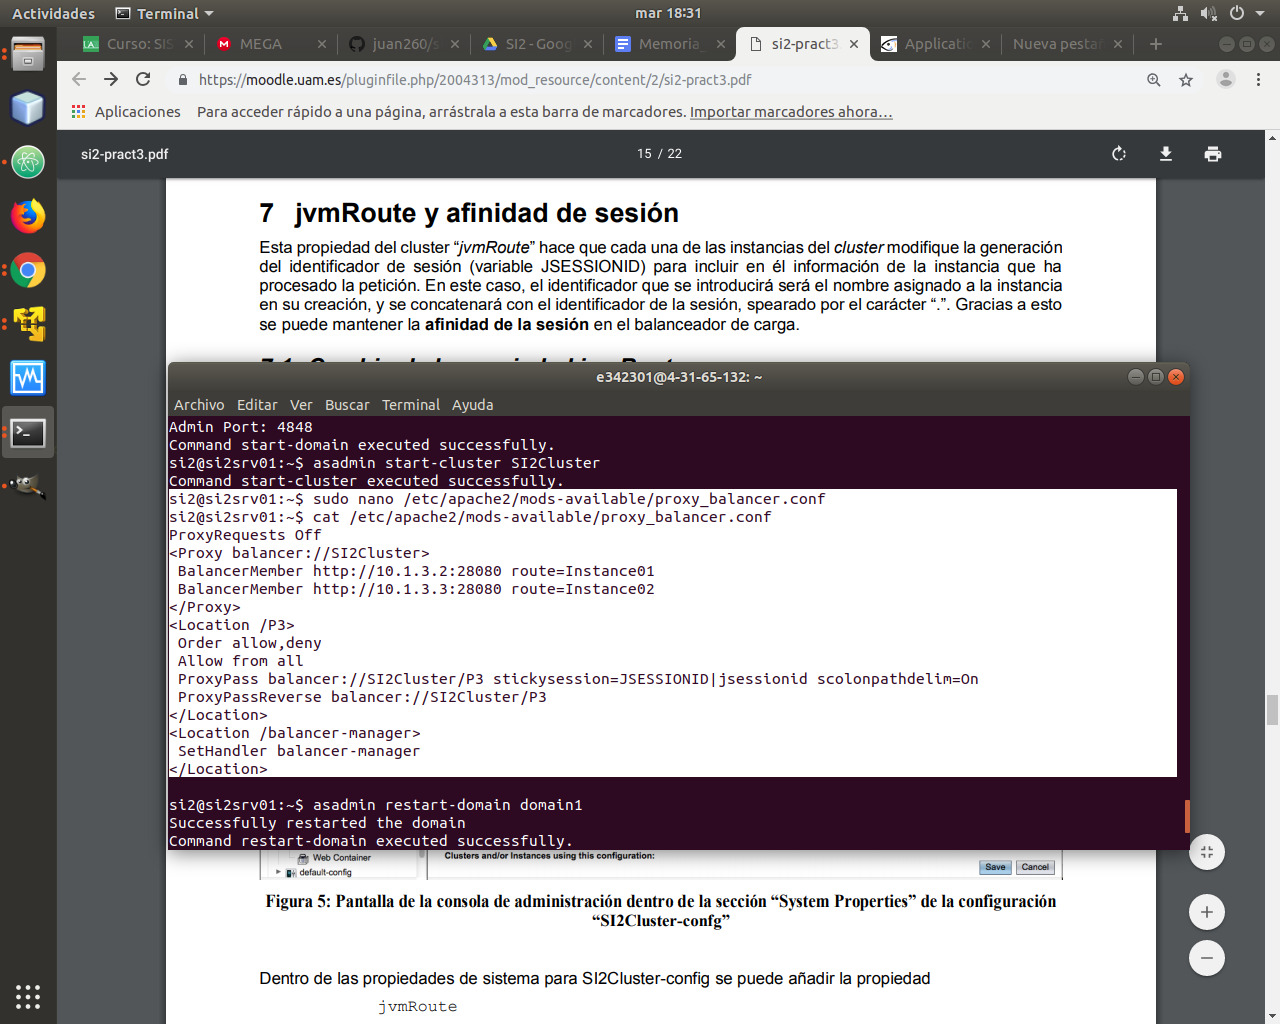 Actividades
Terminal
mar 18:31
Curso: SIS
MEGA
juan260/s
SI2 - Goog
Memoria_
si2-pract3
Applicatio
Nueva pestañ
https://moodle.uam.es/pluginfile.php/2004313/mod_resource/content/2/si2-pract3.pdf
Aplicaciones
Para acceder rápido a una página, arrástrala a esta barra de marcadores. Importar marcadores ahora…
si2-pract3.pdf
15 / 22
7 jvmRoute y afinidad de sesión
Esta propiedad del cluster “jvmRoute” hace que cada una de las instancias del cluster modifique la generación
del identificador de sesión (variable JSESSIONID) para incluir en él información de la instancia que ha
procesado la petición. En este caso, el identificador que se introducirá será el nombre asignado a la instancia
en su creación, y se concatenará con el identificador de la sesión, spearado por el carácter “.”. Gracias a esto
se puede mantener la afinidad de la sesión en el balanceador de carga.
e342301@4-31-65-132: ~
Archivo Editar Ver Buscar Terminal Ayuda
Admin Port: 4848
Command start-domain executed successfully.
si2@si2srv01:~$ asadmin start-cluster SI2Cluster
Command start-cluster executed successfully.
si2@si2srv01:~$ sudo nano /etc/apache2/mods-available/proxy_balancer.conf
si2@si2srv01:~$ cat /etc/apache2/mods-available/proxy_balancer.conf
ProxyRequests Off
<Proxy balancer://SI2Cluster>
BalancerMember http://10.1.3.2:28080 route=Instance01
BalancerMember http://10.1.3.3:28080 route=Instance02
</Proxy>
<Location /P3>
Order allow,deny
Allow from all
ProxyPass balancer://SI2Cluster/P3 stickysession=JSESSIONID|jsessionid scolonpathdelim=On
ProxyPassReverse balancer://SI2Cluster/P3
</Location>
<Location /balancer-manager>
SetHandler balancer-manager
</Location>
si2@si2srv01:~$ asadmin restart-domain domain1
Successfully restarted the domain
Command restart-domain executed successfully.
Web Container
default-config
Clusters and/or Instances using this configuration:
Save
Cancel
Figura 5: Pantalla de la consola de administración dentro de la sección “System Properties” de la configuración
“SI2Cluster-confg”
Dentro de las propiedades de sistema para SI2Cluster-config se puede añadir la propiedad
jvmRoute